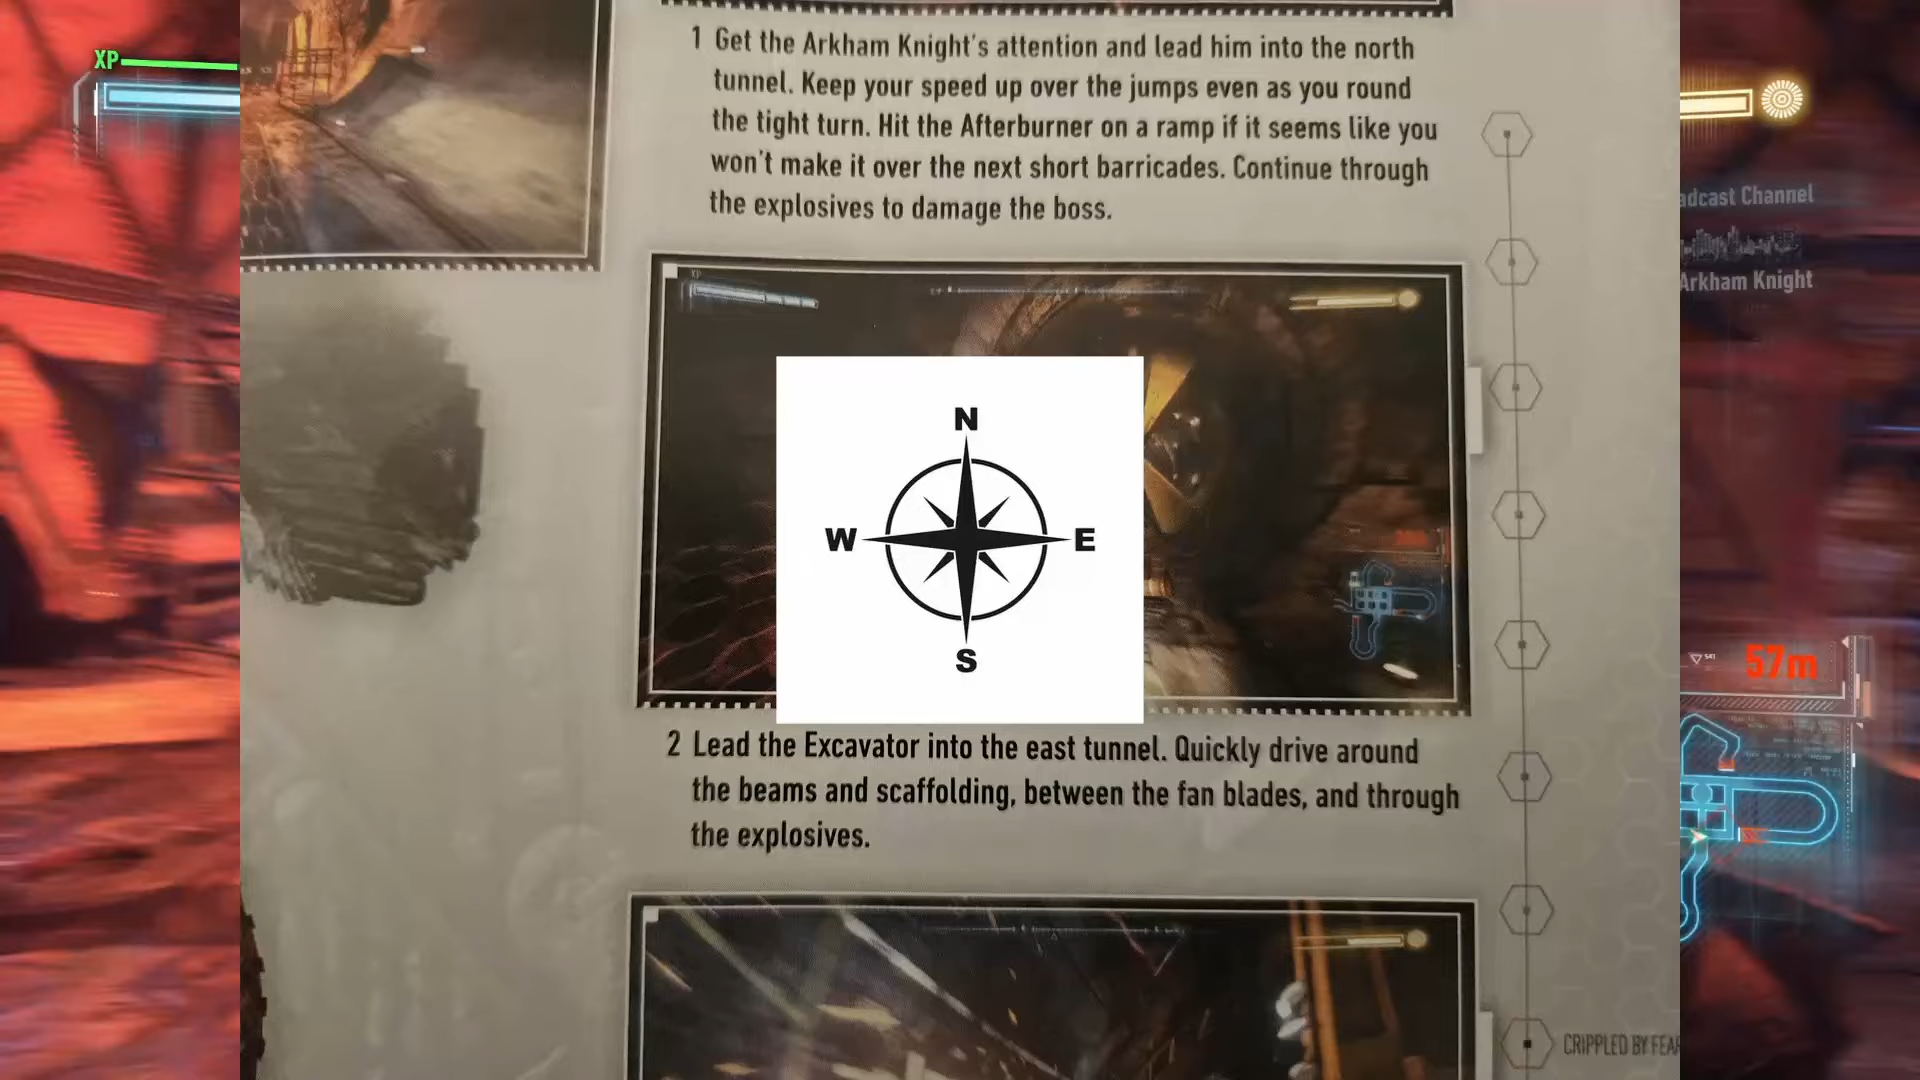 XP
1 Get the Arkham Knight's attention and lead him into the north
tunnel. Keep your speed up over the jumps even as you round
the tight turn. Hit the Afterburner on a ramp if it seems like you
won't make it over the next short barricades. Continue through
the explosives to damage the boss.
adcast Channel
Arkham Knight
XP
N
W E
S
57m
2 Lead the Excavator into the east tunnel. Quickly drive around
the beams and scaffolding, between the fan blades, and through
the explosives.
CRIPPLED BY FEAR